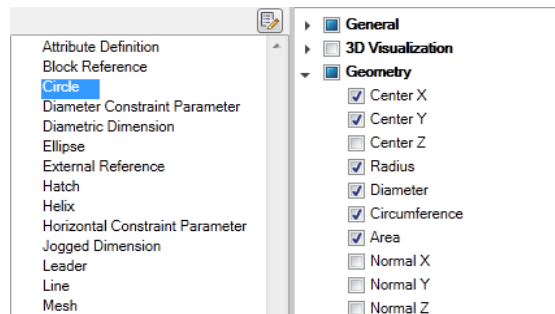 Attribute Definition
Block Reference
Circle
Diameter Constraint Parameter
Diametric Dimension
Ellipse
External Reference
Hatch
Helix
Horizontal Constraint Parameter
Jogged Dimension
Leader
Line
Mesh
General
3D Visualization
Geometry
Center X
Center Y
Center Z
Radius
Diameter
Circumference
Area
Normal X
Normal Y
Normal Z